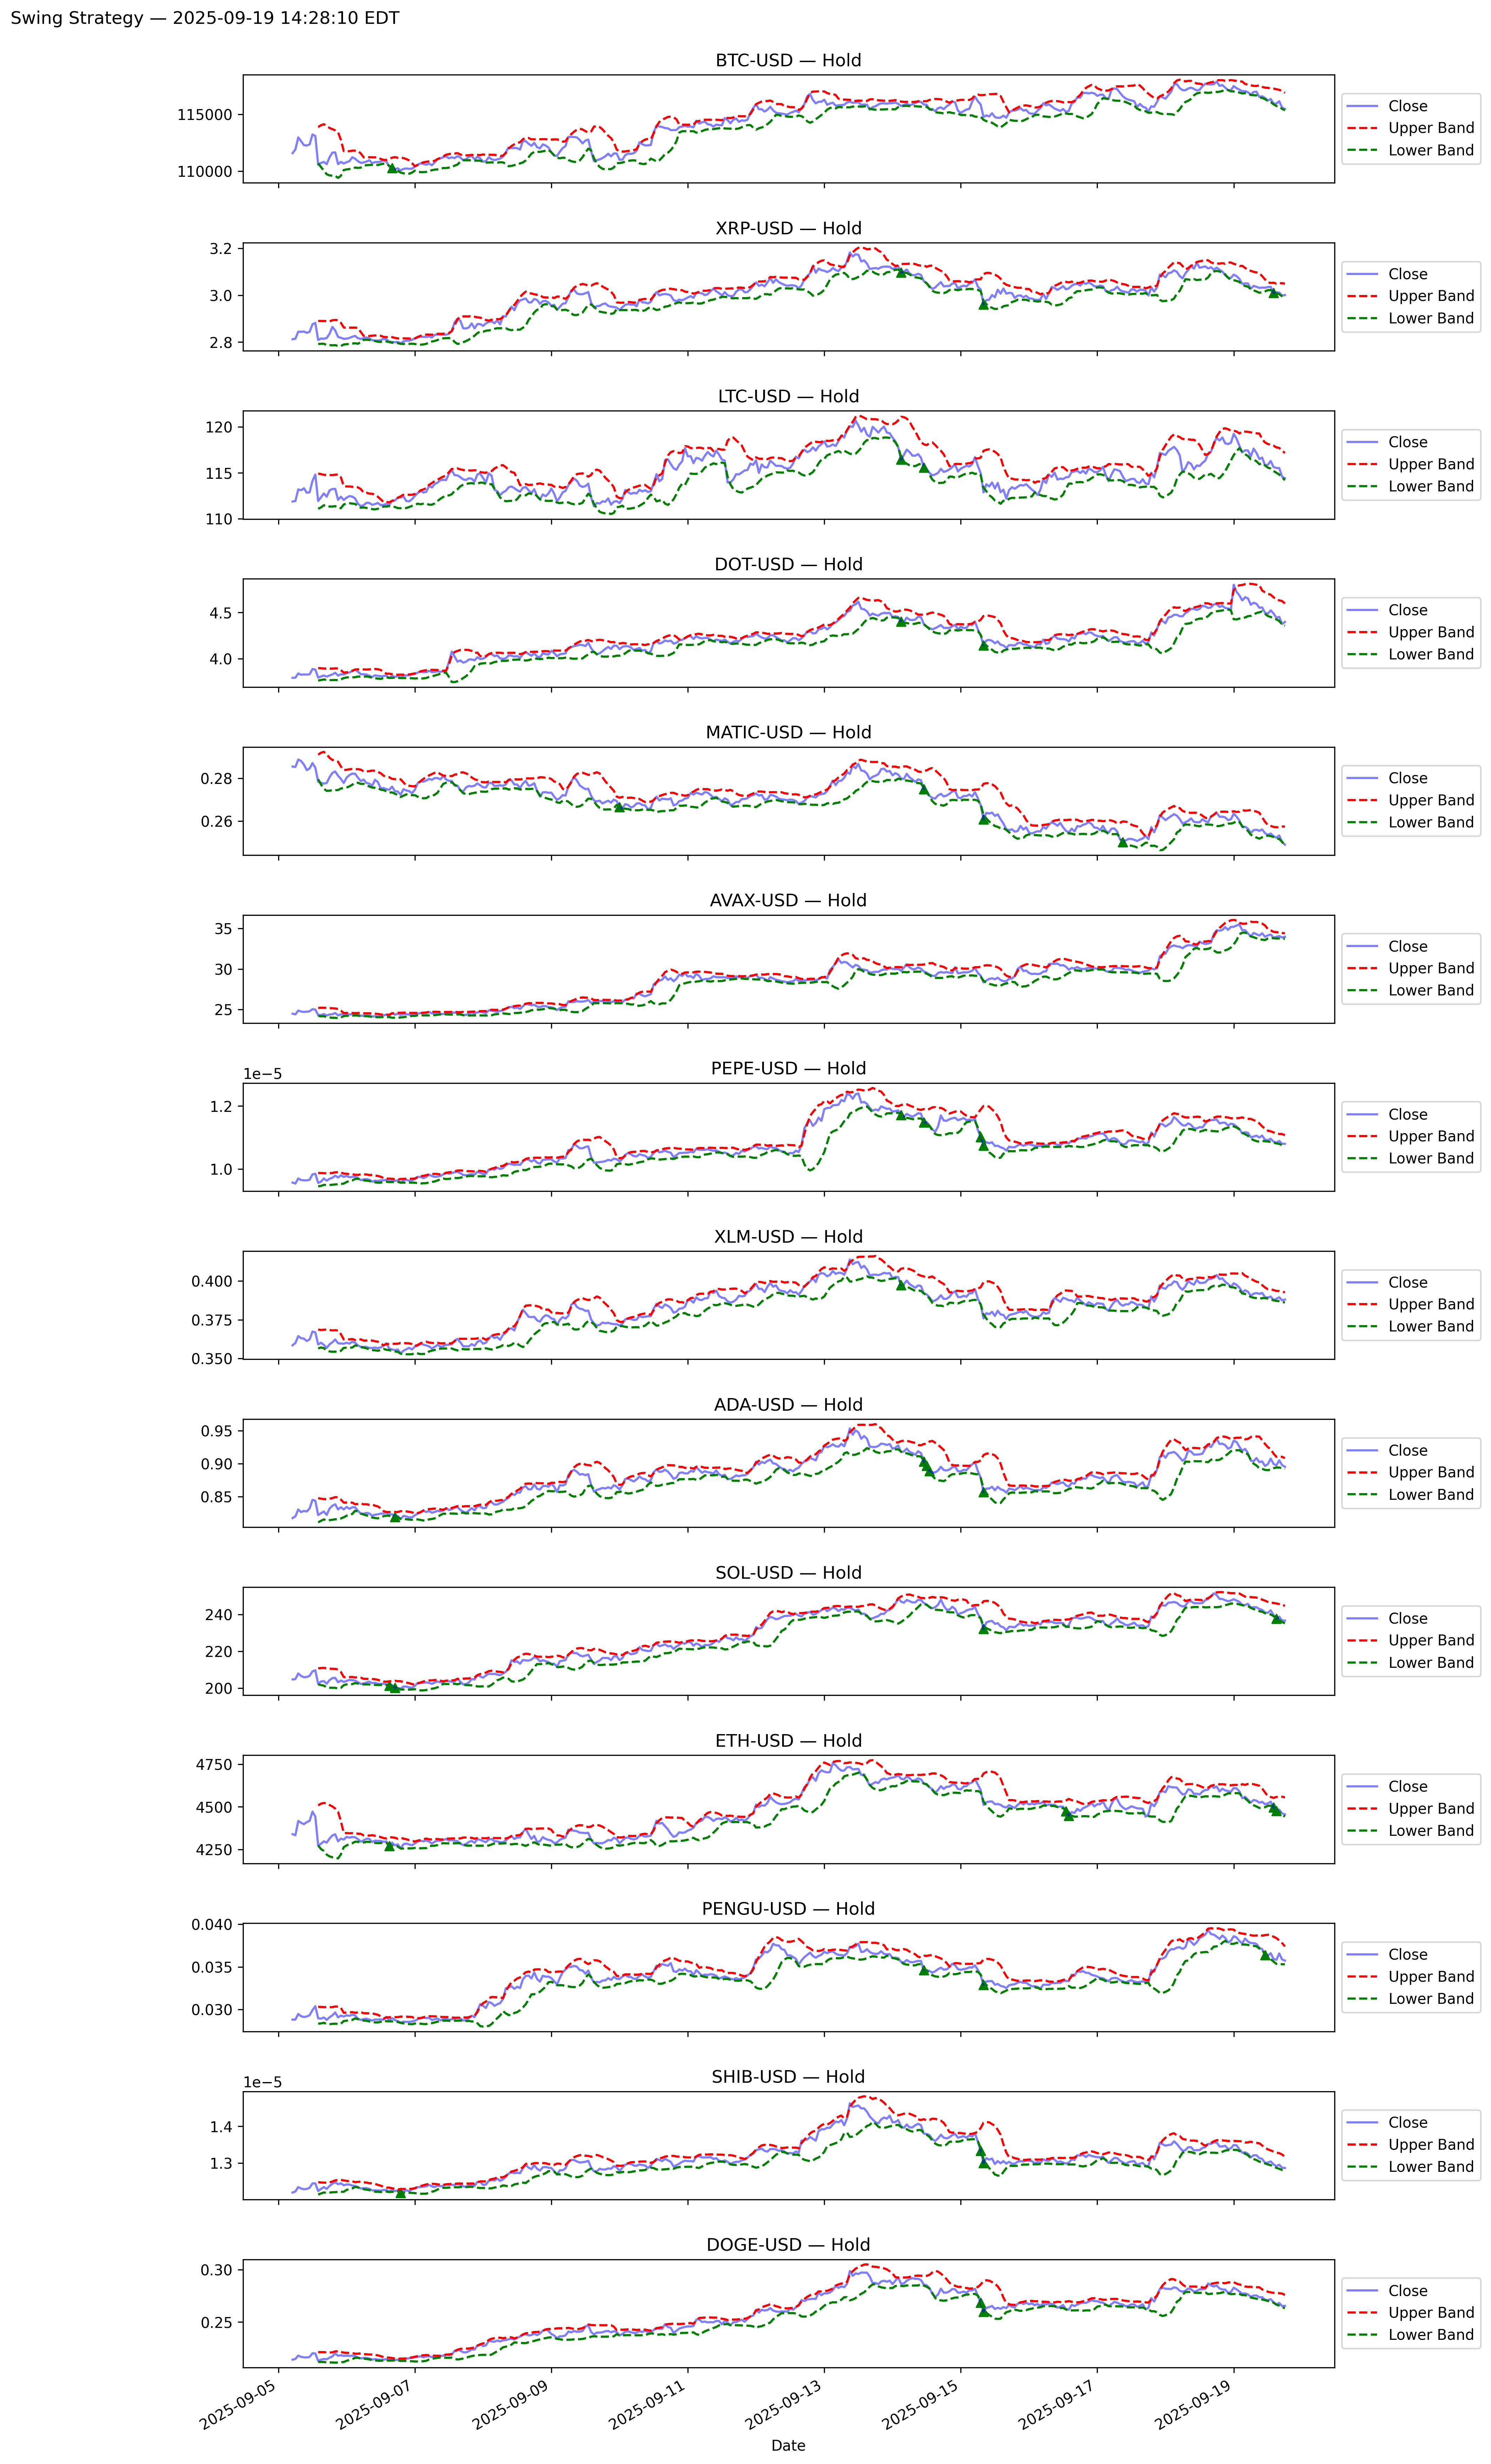 Swing Strategy — 2025-09-19 14:28:10 EDT
BTC-USD — Hold
115000
110000
Close
Upper Band
Lower Band
XRP-USD — Hold
3.2
3.0
2.8
Close
Upper Band
Lower Band
LTC-USD — Hold
120
115
110
Close
Upper Band
Lower Band
DOT-USD — Hold
4.5
4.0
Close
Upper Band
Lower Band
MATIC-USD — Hold
0.28
0.26
Close
Upper Band
Lower Band
AVAX-USD — Hold
35
30
25
Close
Upper Band
Lower Band
PEPE-USD — Hold
1e−5
1.2
1.0
Close
Upper Band
Lower Band
XLM-USD — Hold
0.400
0.375
0.350
Close
Upper Band
Lower Band
ADA-USD — Hold
0.95
0.90
0.85
Close
Upper Band
Lower Band
SOL-USD — Hold
240
220
200
Close
Upper Band
Lower Band
ETH-USD — Hold
4750
4500
4250
Close
Upper Band
Lower Band
PENGU-USD — Hold
0.040
0.035
0.030
Close
Upper Band
Lower Band
SHIB-USD — Hold
1e−5
1.4
1.3
Close
Upper Band
Lower Band
DOGE-USD — Hold
0.30
0.25
Close
Upper Band
Lower Band
2025-09-05
2025-09-07
2025-09-09
2025-09-11
2025-09-13
2025-09-15
2025-09-17
2025-09-19
Date